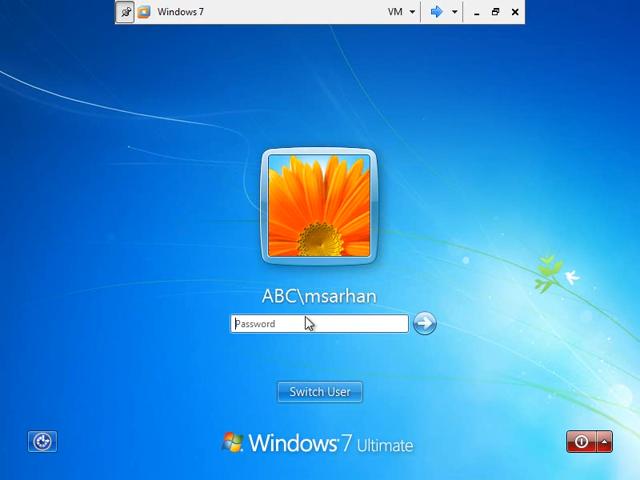 Windows 7
VM
ABC\msarhan
Password
Switch User
Windows 7 Ultimate